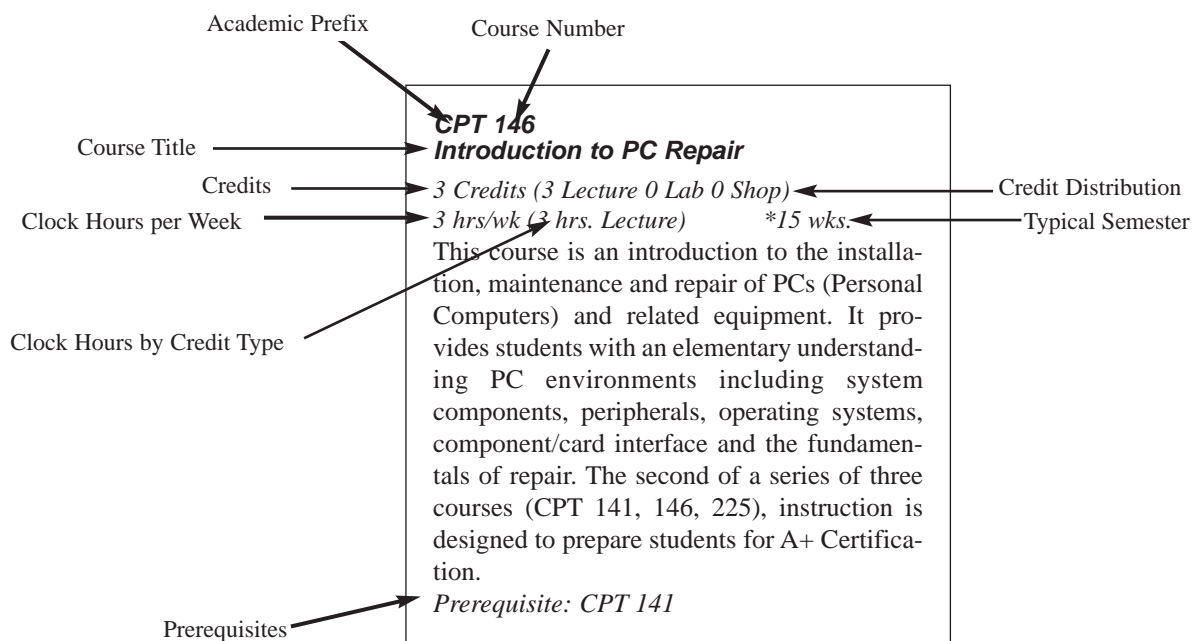 Academic Prefix
Course Number
CPT 146
Course Title
Introduction to PC Repair
Credits
3 Credits (3 Lecture 0 Lab 0 Shop)
Credit Distribution
Clock Hours per Week
3 hrs/wk (3 hrs. Lecture) *15 wks.
Typical Semester
This course is an introduction to the installa-
tion, maintenance and repair of PCs (Personal
Computers) and related equipment. It pro-
Clock Hours by Credit Type
vides students with an elementary understand-
ing PC environments including system
components, peripherals, operating systems,
component/card interface and the fundamen-
tals of repair. The second of a series of three
courses (CPT 141, 146, 225), instruction is
designed to prepare students for A+ Certifica-
tion.
Prerequisite: CPT 141
Prerequisites